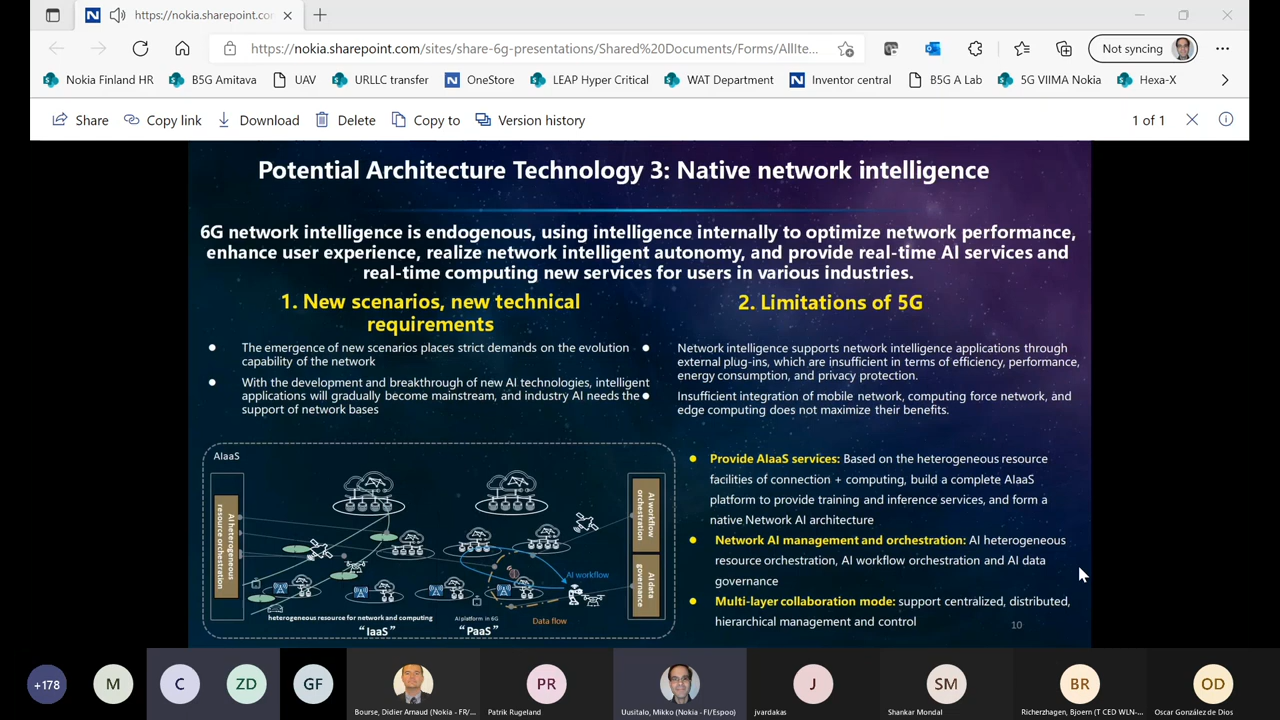 https://nokia.sharepoint.com
https://nokia.sharepoint.com/sites/share-6g-presentations/Shared%20Documents/Forms/AllIte...
Not syncing
Nokia Finland HR
B5G Amitava
UAV
URLLC transfer
OneStore
LEAP Hyper Critical
WAT Department
Inventor central
B5G A Lab
5G VIIMA Nokia
Hexa-X
Share
Copy link
Download
Delete
Copy to
Version history
1 of 1
Potential Architecture Technology 3: Native network intelligence
6G network intelligence is endogenous, using intelligence internally to optimize network performance,
enhance user experience, realize network intelligent autonomy, and provide real-time AI services and
real-time computing new services for users in various industries.
1. New scenarios, new technical
requirements
The emergence of new scenarios places strict demands on the evolution
capability of the network
With the development and breakthrough of new AI technologies, intelligent
applications will gradually become mainstream, and industry AI needs the
support of network bases
2. Limitations of 5G
Network intelligence supports network intelligence applications through
external plug-ins, which are insufficient in terms of efficiency, performance,
energy consumption, and privacy protection.
Insufficient integration of mobile network, computing force network, and
edge computing does not maximize their benefits.
AIaaS
AI heterogeneous
resource orchestration
AI workflow
orchestration
AI data
governance
AI workflow
Data flow
heterogeneous resource for network and computing
“IaaS”
AI platform in 6G
“PaaS”
Provide AIaaS services: Based on the heterogeneous resource
facilities of connection + computing, build a complete AIaaS
platform to provide training and inference services, and form a
native Network AI architecture
Network AI management and orchestration: AI heterogeneous
resource orchestration, AI workflow orchestration and AI data
governance
Multi-layer collaboration mode: support centralized, distributed,
hierarchical management and control
10
+178
M
C
ZD
GF
Bourse, Didier Arnaud (Nokia - FR/...
PR
Patrik Rugeland
Uusitalo, Mikko (Nokia - FI/Espoo)
J
jvardakas
SM
Shankar Mondal
BR
Richerzhagen, Bjoern (T CED WLN-...
OD
Oscar González de Dios